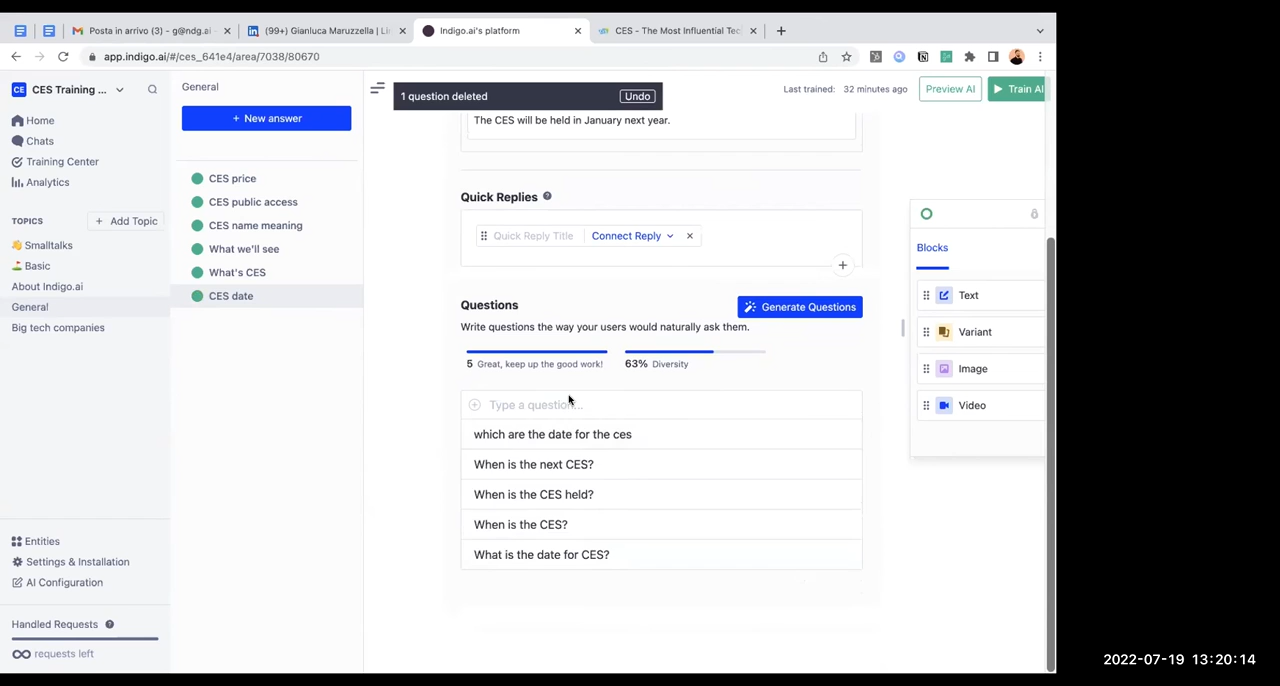 Posta in arrivo (3) - g@ndg.ai -
(99+) Gianluca Maruzzella | Lin
Indigo.ai's platform
CES - The Most Influential Tec
app.indigo.ai/#/ces_641e4/area/7038/80670
CE CES Training ...
General
1 question deleted
Undo
Last trained: 32 minutes ago
Preview AI
Train AI
+ New answer
Home
Chats
Training Center
Analytics
TOPICS
+ Add Topic
Smalltalks
Basic
About Indigo.ai
General
Big tech companies
Entities
Settings & Installation
AI Configuration
Handled Requests ?
requests left
CES price
CES public access
CES name meaning
What we'll see
What's CES
CES date
The CES will be held in January next year.
Quick Replies ?
Quick Reply Title
Connect Reply
Questions
Generate Questions
Write questions the way your users would naturally ask them.
5 Great, keep up the good work!
63% Diversity
Type a question...
which are the date for the ces
When is the next CES?
When is the CES held?
When is the CES?
What is the date for CES?
Blocks
Text
Variant
Image
Video
2022-07-19 13:20:14